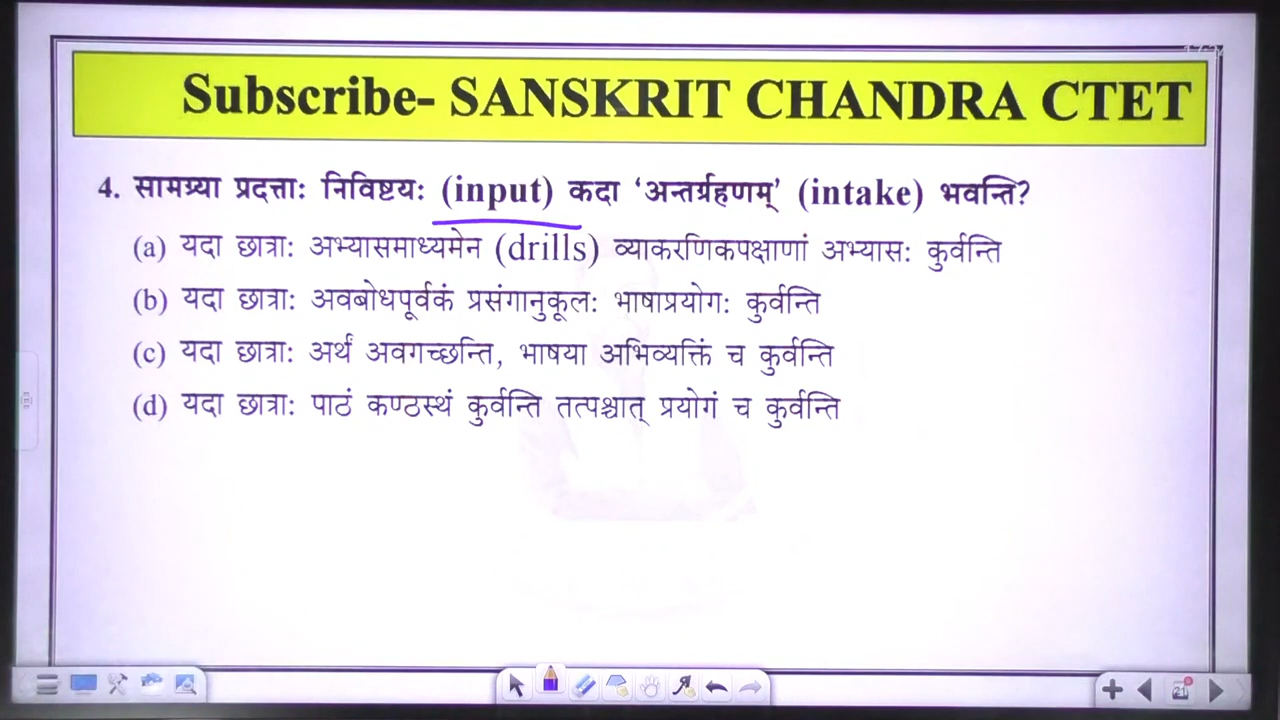 Subscribe- SANSKRIT CHANDRA CTET
4. सामग्र्या प्रदत्ताः निविष्टयः (input) कदा ‘अन्तर्ग्रहणम्’ (intake) भवन्ति?
(a) यदा छात्राः अभ्यासमाध्यमेन (drills) व्याकरणिकपक्षाणां अभ्यासः कुर्वन्ति
(b) यदा छात्राः अवबोधपूर्वकं प्रसंगानुकूलः भाषाप्रयोगः कुर्वन्ति
(c) यदा छात्राः अर्थं अवगच्छन्ति, भाषया अभिव्यक्तिं च कुर्वन्ति
(d) यदा छात्राः पाठं कण्ठस्थं कुर्वन्ति तत्पश्चात् प्रयोगं च कुर्वन्ति
21